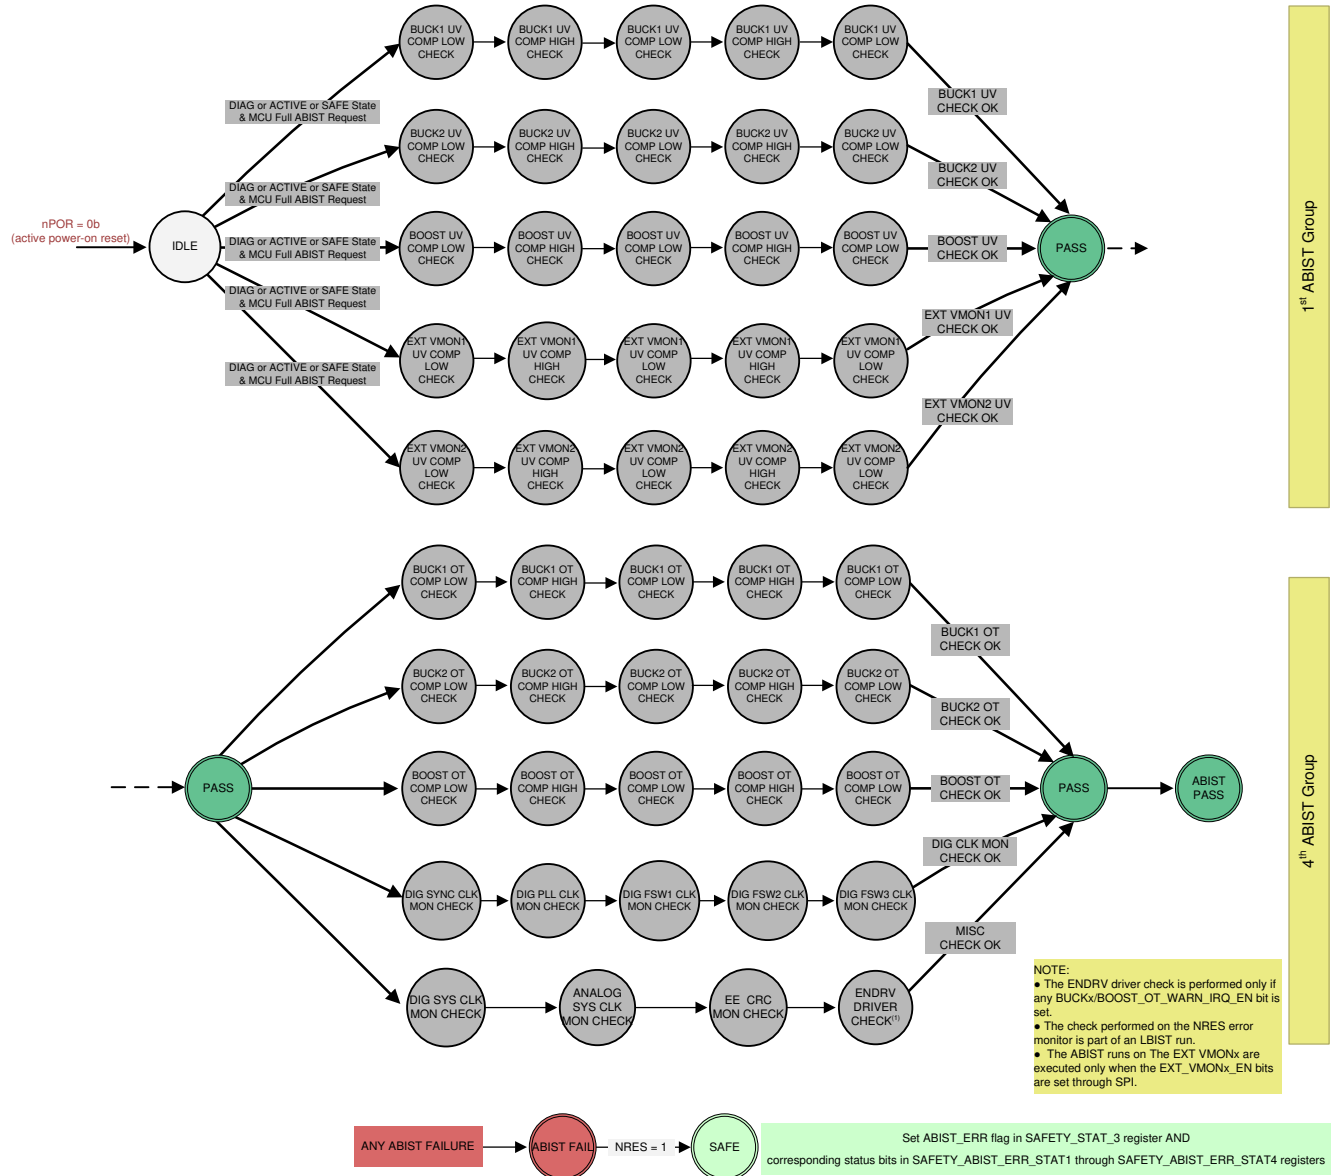 BUCK1 UV
COMP LOW
CHECK
BUCK1 UV
COMP HIGH
CHECK
BUCK1 UV
COMP LOW
CHECK
BUCK1 UV
COMP HIGH
CHECK
BUCK1 UV
COMP LOW
CHECK
DIAG or ACTIVE or SAFE State
& MCU Full ABIST Request
BUCK1 UV
CHECK OK
BUCK2 UV
COMP LOW
CHECK
BUCK2 UV
COMP HIGH
CHECK
BUCK2 UV
COMP LOW
CHECK
BUCK2 UV
COMP HIGH
CHECK
BUCK2 UV
COMP LOW
CHECK
DIAG or ACTIVE or SAFE State
& MCU Full ABIST Request
BUCK2 UV
CHECK OK
nPOR = 0b
(active power-on reset)
IDLE
DIAG or ACTIVE or SAFE State
& MCU Full ABIST Request
BOOST UV
COMP LOW
CHECK
BOOST UV
COMP HIGH
CHECK
BOOST UV
COMP LOW
CHECK
BOOST UV
COMP HIGH
CHECK
BOOST UV
COMP LOW
CHECK
BOOST UV
CHECK OK
PASS
1st ABIST Group
DIAG or ACTIVE or SAFE State
& MCU Full ABIST Request
EXT VMON1
UV COMP
LOW
CHECK
EXT VMON1
UV COMP
HIGH
CHECK
EXT VMON1
UV COMP
LOW
CHECK
EXT VMON1
UV COMP
HIGH
CHECK
EXT VMON1
UV COMP
LOW
CHECK
EXT VMON1 UV
CHECK OK
DIAG or ACTIVE or SAFE State
& MCU Full ABIST Request
EXT VMON2
UV COMP
LOW
CHECK
EXT VMON2
UV COMP
HIGH
CHECK
EXT VMON2
UV COMP
LOW
CHECK
EXT VMON2
UV COMP
HIGH
CHECK
EXT VMON2
UV COMP
LOW
CHECK
EXT VMON2 UV
CHECK OK
BUCK1 OT
COMP LOW
CHECK
BUCK1 OT
COMP HIGH
CHECK
BUCK1 OT
COMP LOW
CHECK
BUCK1 OT
COMP HIGH
CHECK
BUCK1 OT
COMP LOW
CHECK
BUCK1 OT
CHECK OK
BUCK2 OT
COMP LOW
CHECK
BUCK2 OT
COMP HIGH
CHECK
BUCK2 OT
COMP LOW
CHECK
BUCK2 OT
COMP HIGH
CHECK
BUCK2 OT
COMP LOW
CHECK
BUCK2 OT
CHECK OK
PASS
BOOST OT
COMP LOW
CHECK
BOOST OT
COMP HIGH
CHECK
BOOST OT
COMP LOW
CHECK
BOOST OT
COMP HIGH
CHECK
BOOST OT
COMP LOW
CHECK
BOOST OT
CHECK OK
PASS
ABIST
PASS
4th ABIST Group
DIG SYNC CLK
MON CHECK
DIG PLL CLK
MON CHECK
DIG FSW1 CLK
MON CHECK
DIG FSW2 CLK
MON CHECK
DIG FSW3 CLK
MON CHECK
DIG CLK MON
CHECK OK
DIG SYS CLK
MON CHECK
ANALOG
SYS CLK
MON CHECK
EE CRC
MON CHECK
ENDRV
DRIVER
CHECK(1)
MISC
CHECK OK
NOTE:
● The ENDRV driver check is performed only if
any BUCKx/BOOST_OT_WARN_IRQ_EN bit is
set.
● The check performed on the NRES error
monitor is part of an LBIST run.
● The ABIST runs on The EXT VMONx are
executed only when the EXT_VMONx_EN bits
are set through SPI.
ANY ABIST FAILURE
ABIST FAIL
NRES = 1
SAFE
Set ABIST_ERR flag in SAFETY_STAT_3 register AND
corresponding status bits in SAFETY_ABIST_ERR_STAT1 through SAFETY_ABIST_ERR_STAT4 registers